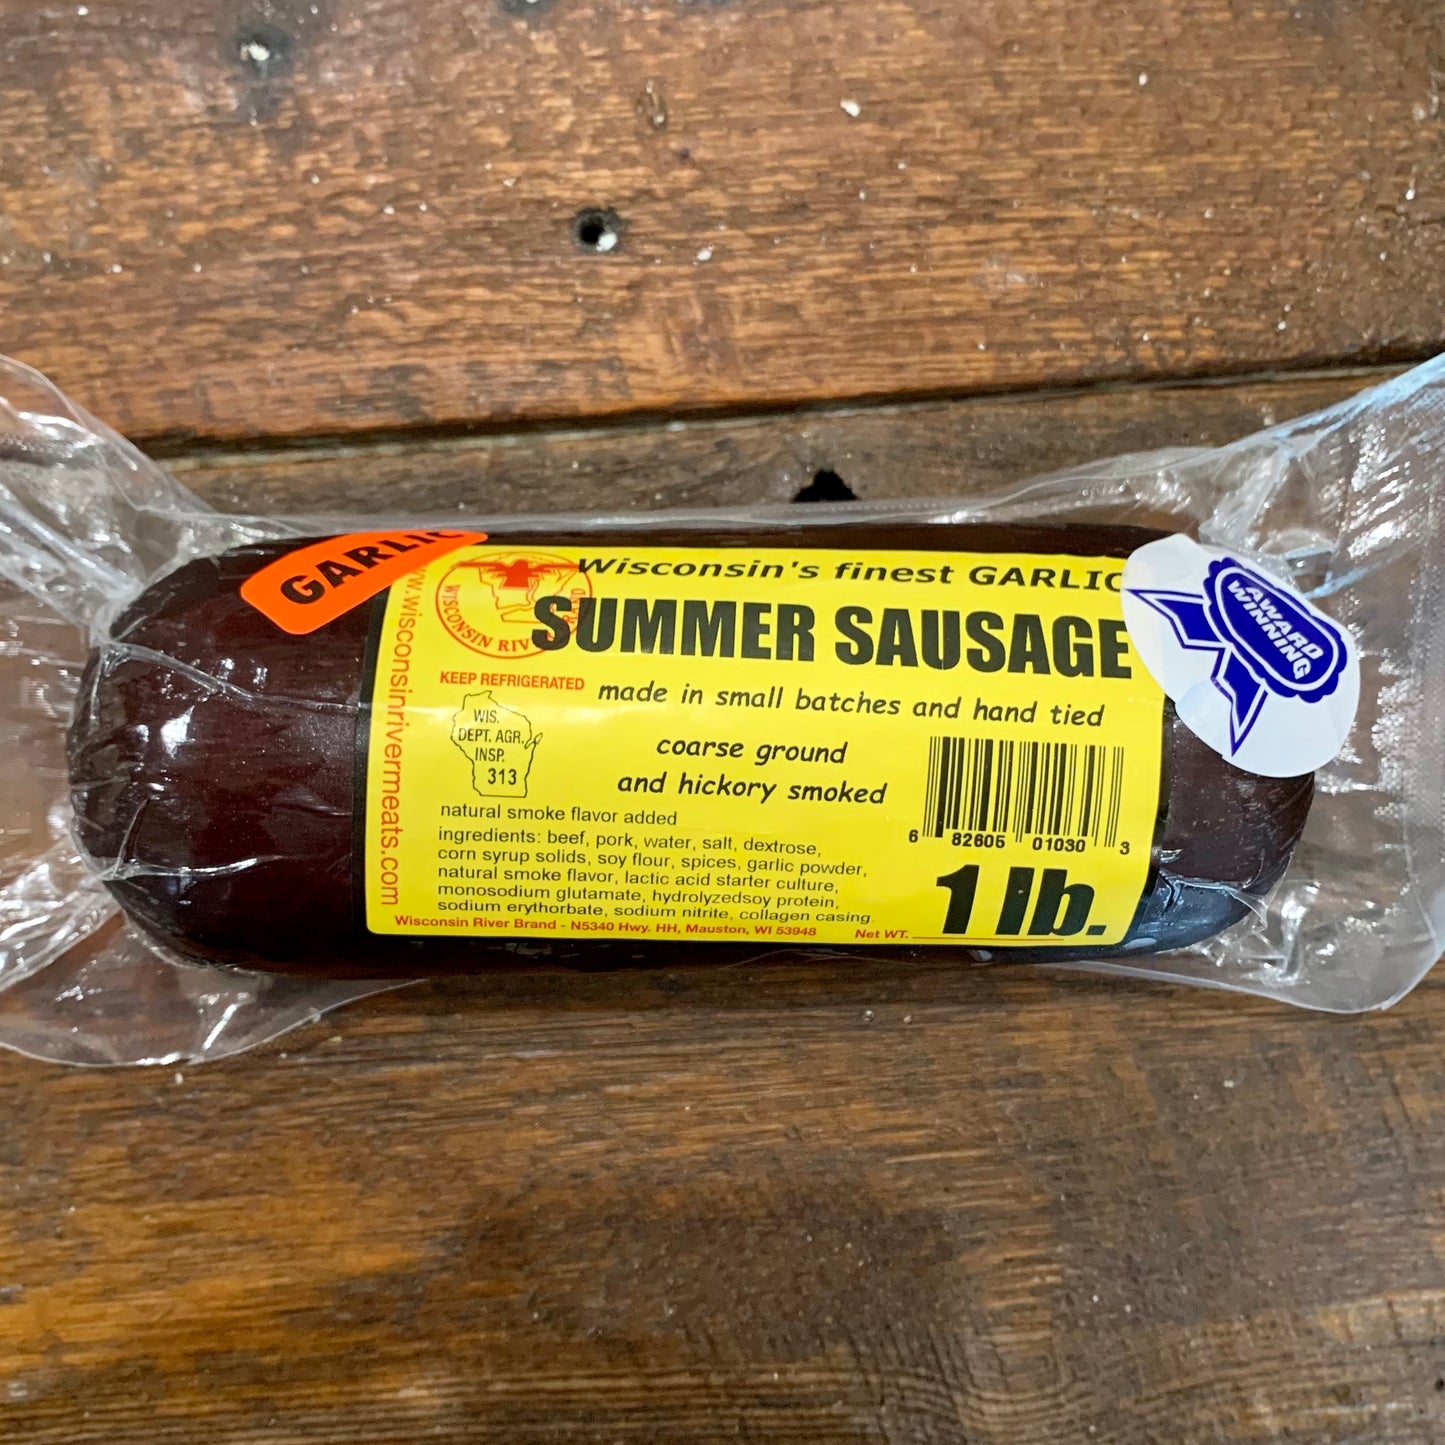 GARLIC
www.wisconsinrivermeats.com
WISCONSIN RIVER BRAND
Wisconsin's finest GARLIC
SUMMER SAUSAGE
AWARD
WINNING
KEEP REFRIGERATED
made in small batches and hand tied
WIS.
DEPT. AGR.
INSP.
313
coarse ground
and hickory smoked
natural smoke flavor added
ingredients: beef, pork, water, salt, dextrose,
corn syrup solids, soy flour, spices, garlic powder,
natural smoke flavor, lactic acid starter culture,
monosodium glutamate, hydrolyzedsoy protein,
sodium erythorbate, sodium nitrite, collagen casing.
6 82605 01030 3
Wisconsin River Brand - N5340 Hwy. HH, Mauston, WI 53948
Net WT. 1 lb.